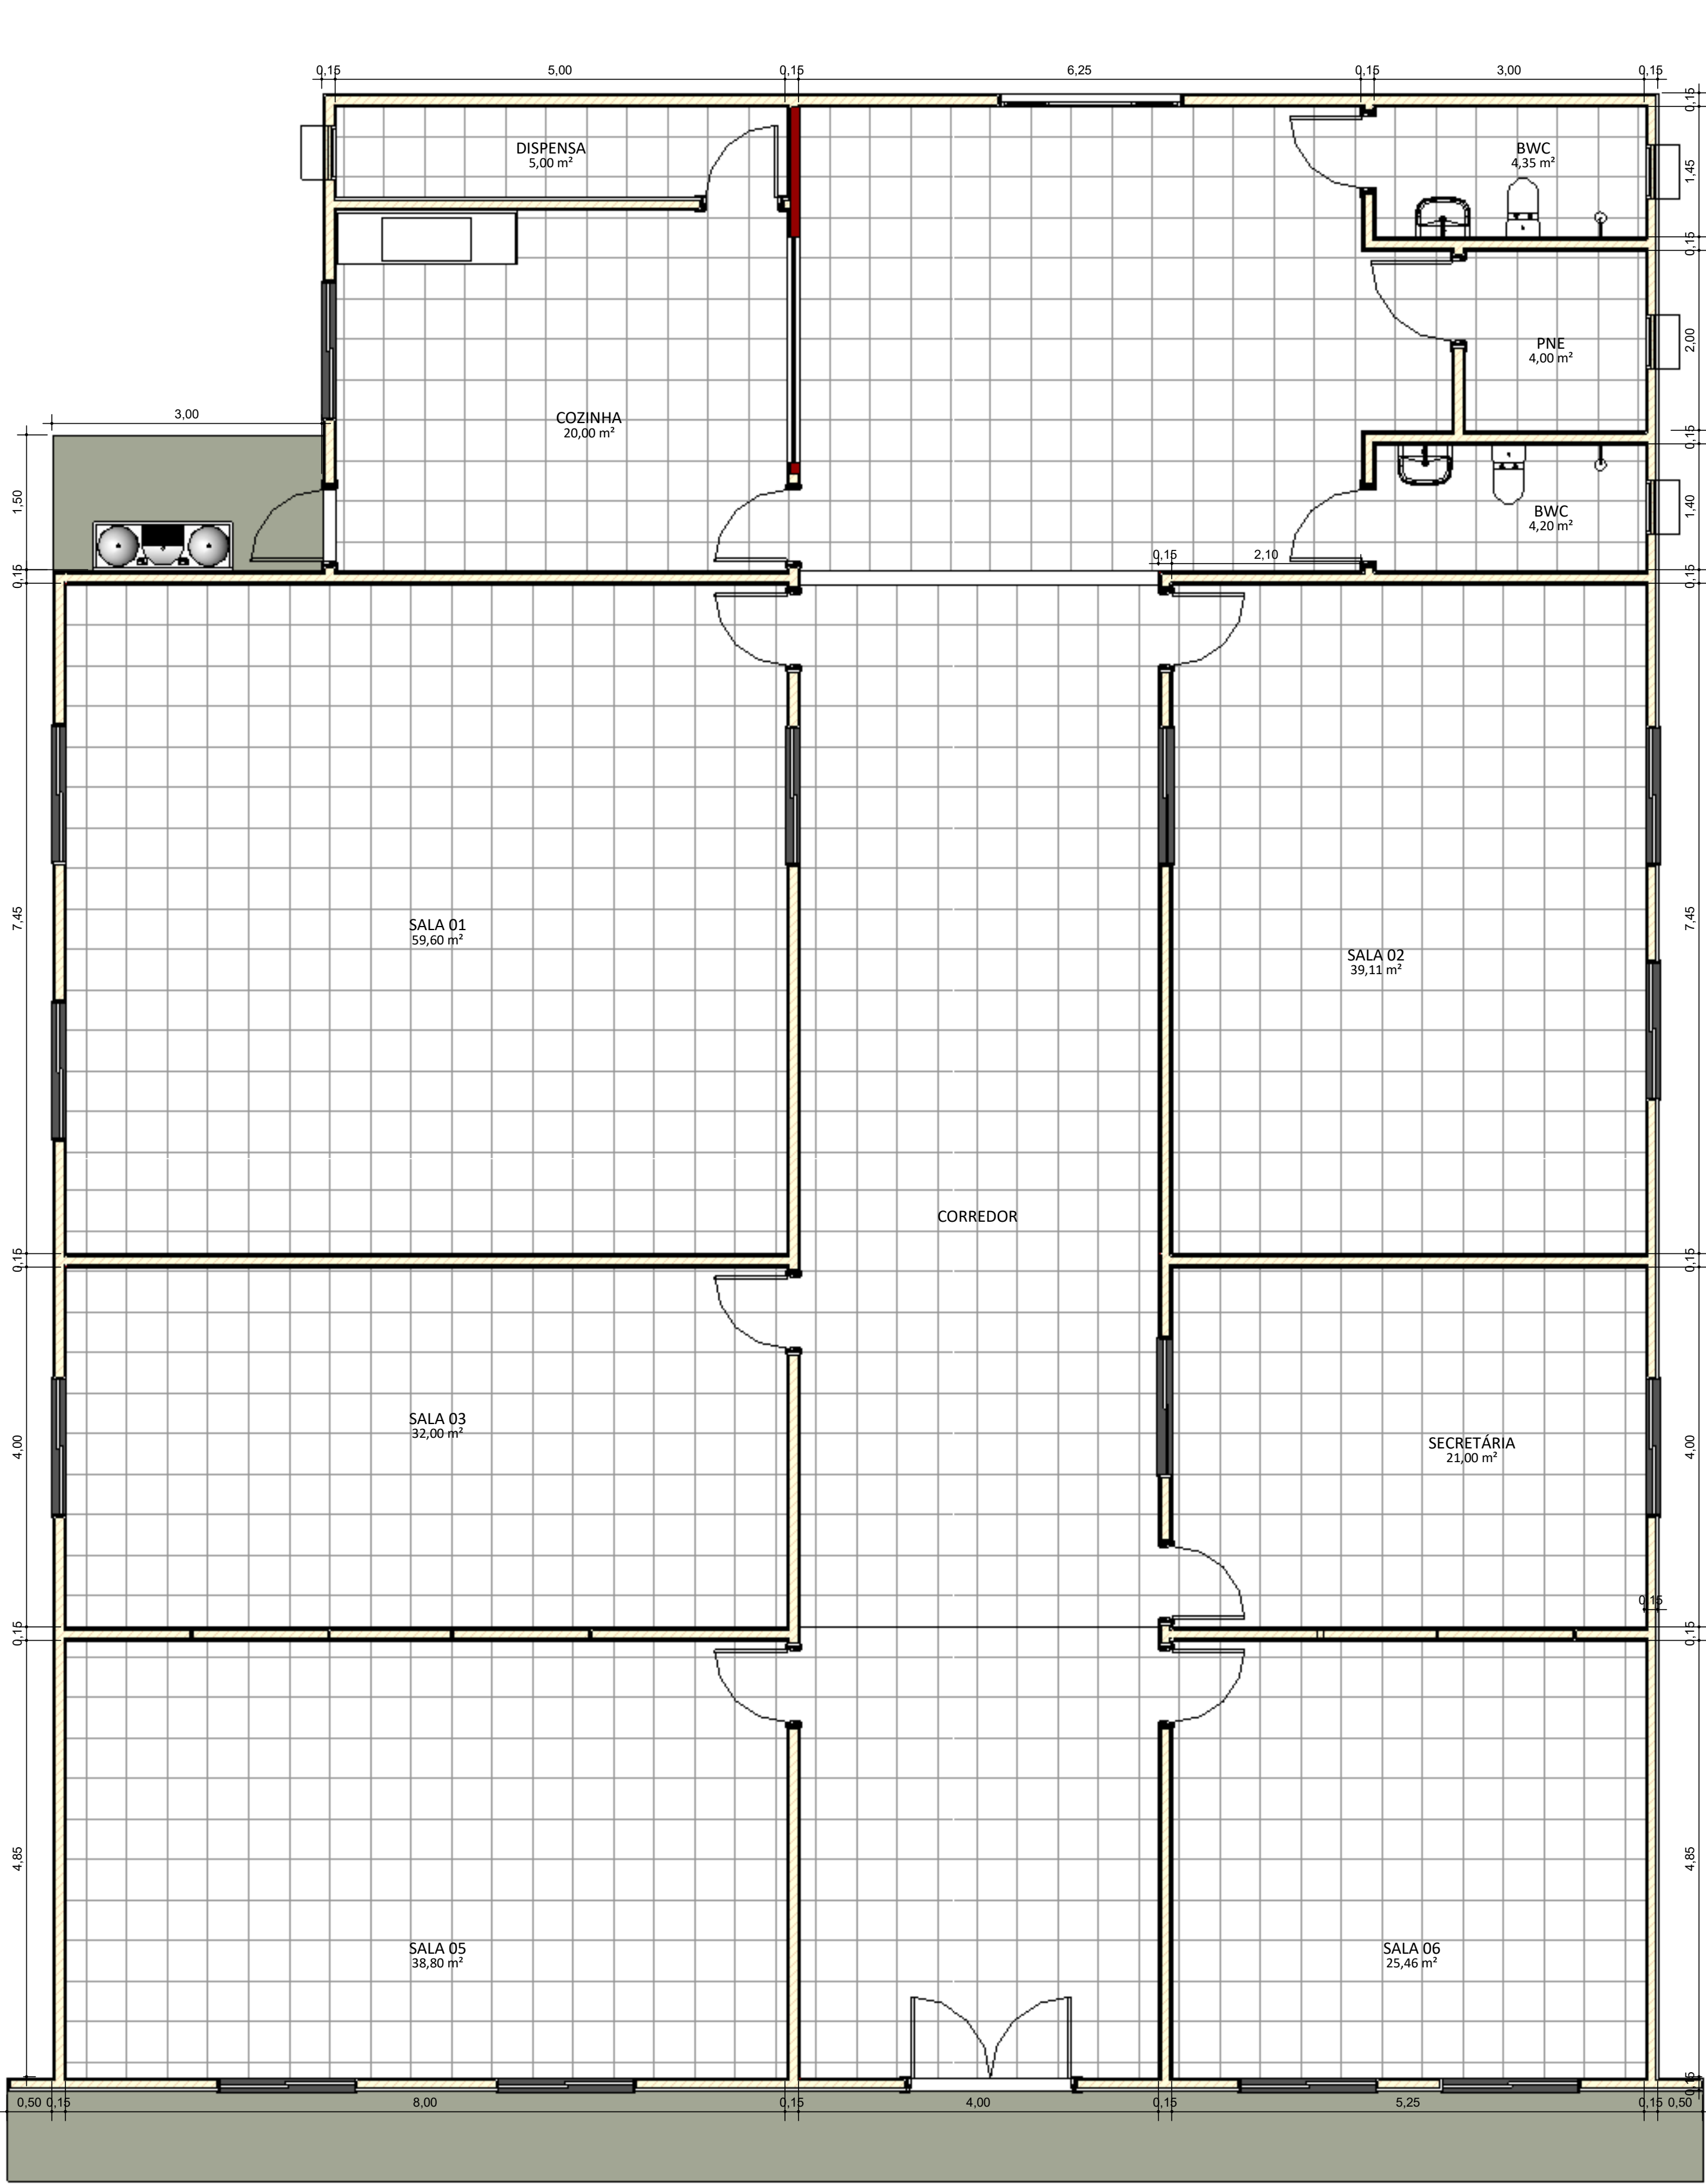 0,15
5,00
0,15
6,25
0,15
3,00
0,15
0,15
DISPENSA
5,00 m²
BWC
4,35 m²
1,45
0,15
PNE
4,00 m²
2,00
3,00
COZINHA
20,00 m²
0,15
1,50
BWC
4,20 m²
1,40
0,15
2,10
0,15
0,15
SALA 01
59,60 m²
7,45
SALA 02
39,11 m²
7,45
CORREDOR
0,15
0,15
SALA 03
32,00 m²
4,00
SECRETÁRIA
21,00 m²
4,00
0,15
0,15
0,15
4,85
4,85
SALA 05
38,80 m²
SALA 06
25,46 m²
0,15
0,50
0,15
8,00
0,15
4,00
0,15
5,25
0,15
0,50